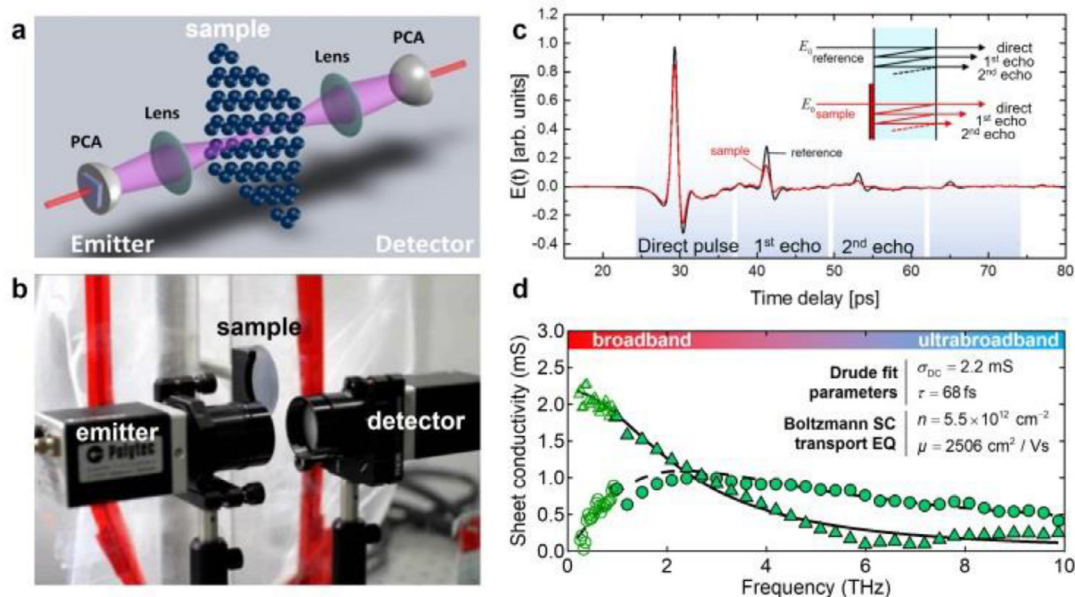 a
sample
Lens
PCA
Lens
PCA
Emitter
Detector
b
sample
emitter
detector
Polytec
c
E(t) [arb. units]
1.2
1.0
0.8
0.6
0.4
0.2
0.0
-0.2
-0.4
E₀ reference
direct
1st echo
2nd echo
E₀ sample
direct
1st echo
2nd echo
sample
reference
Direct pulse
1st echo
2nd echo
20 30 40 50 60 70 80
Time delay [ps]
d
Sheet conductivity (mS)
3.0
2.5
2.0
1.5
1.0
0.5
0.0
broadband
ultrabroadband
Drude fit
parameters
σDC = 2.2 mS
τ = 68 fs
Boltzmann SC
transport EQ
n = 5.5 × 10¹² cm⁻²
μ = 2506 cm² / Vs
0 2 4 6 8 10
Frequency (THz)